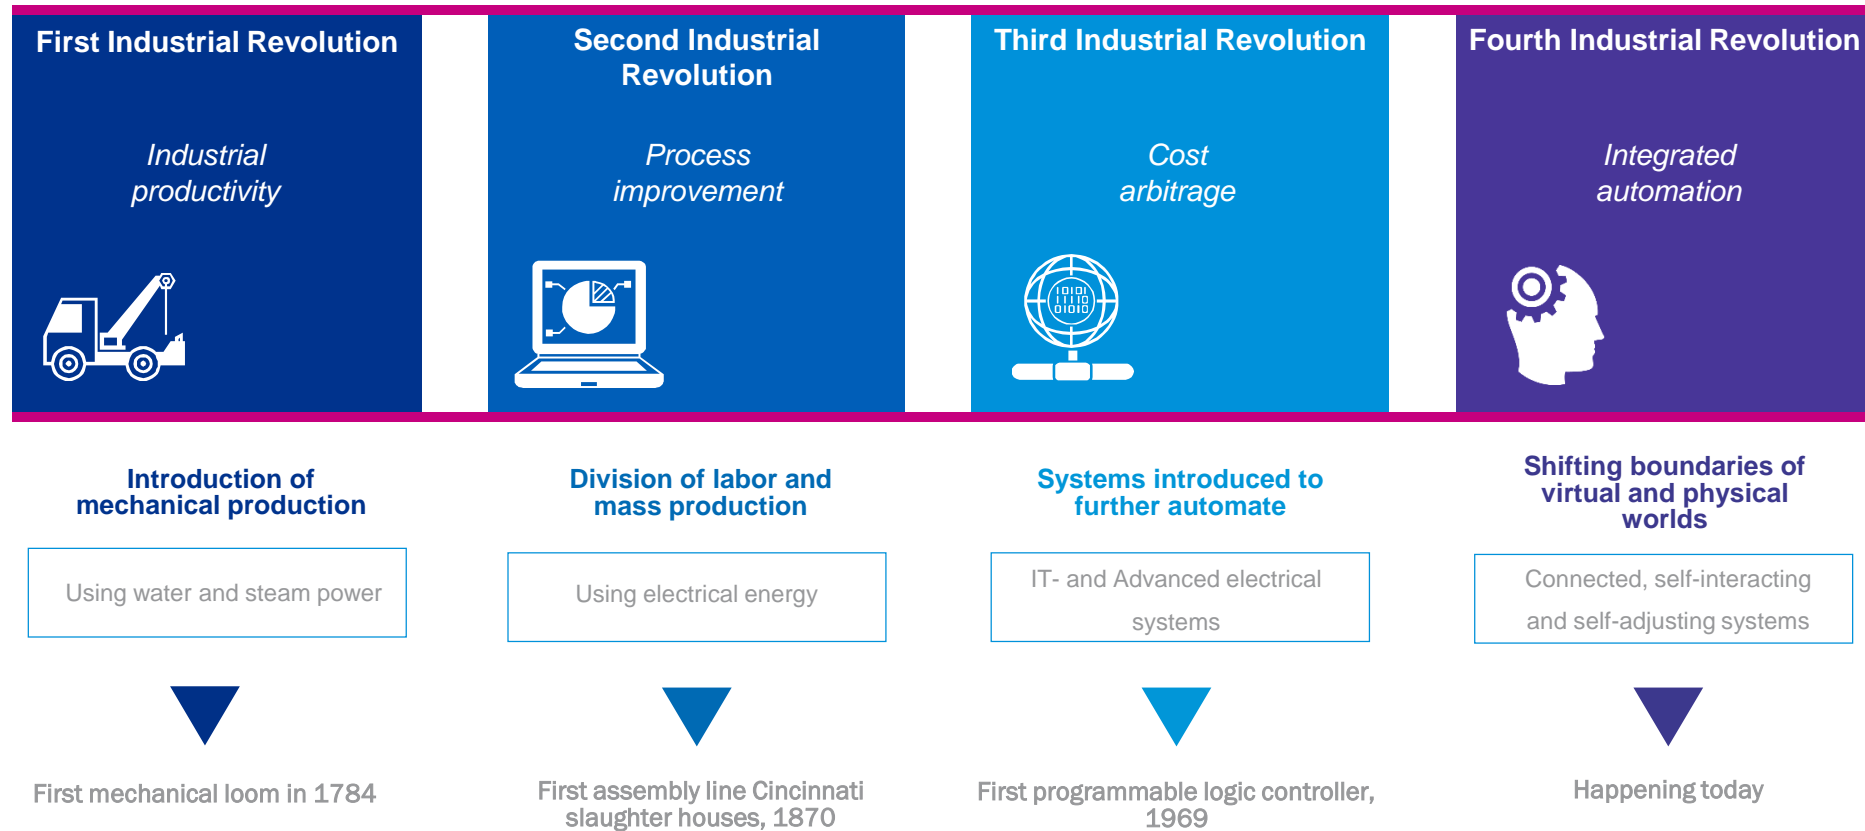 First Industrial Revolution
Industrial
productivity
Introduction of
mechanical production
Using water and steam power
First mechanical loom in 1784
Second Industrial
Revolution
Process
improvement
Division of labor and
mass production
Using electrical energy
First assembly line Cincinnati
slaughter houses, 1870
Third Industrial Revolution
Cost
arbitrage
10101
11110
01010
Systems introduced to
further automate
IT- and Advanced electrical
systems
First programmable logic controller,
1969
Fourth Industrial Revolution
Integrated
automation
Shifting boundaries of
virtual and physical
worlds
Connected, self-interacting
and self-adjusting systems
Happening today